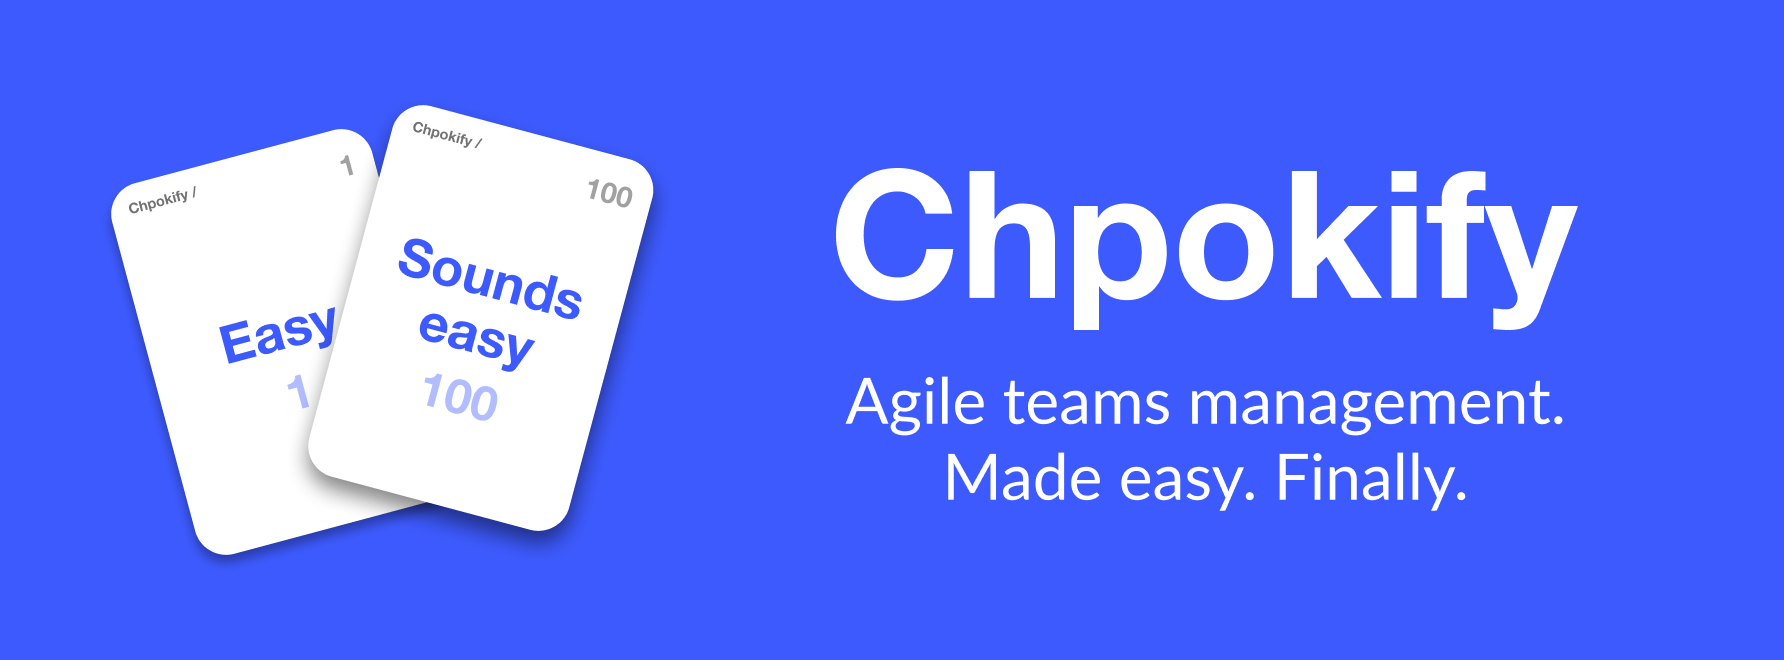 Chpokify /
1
Easy
1
Chpokify /
100
Sounds
easy
100
Chpokify
Agile teams management.
Made easy. Finally.